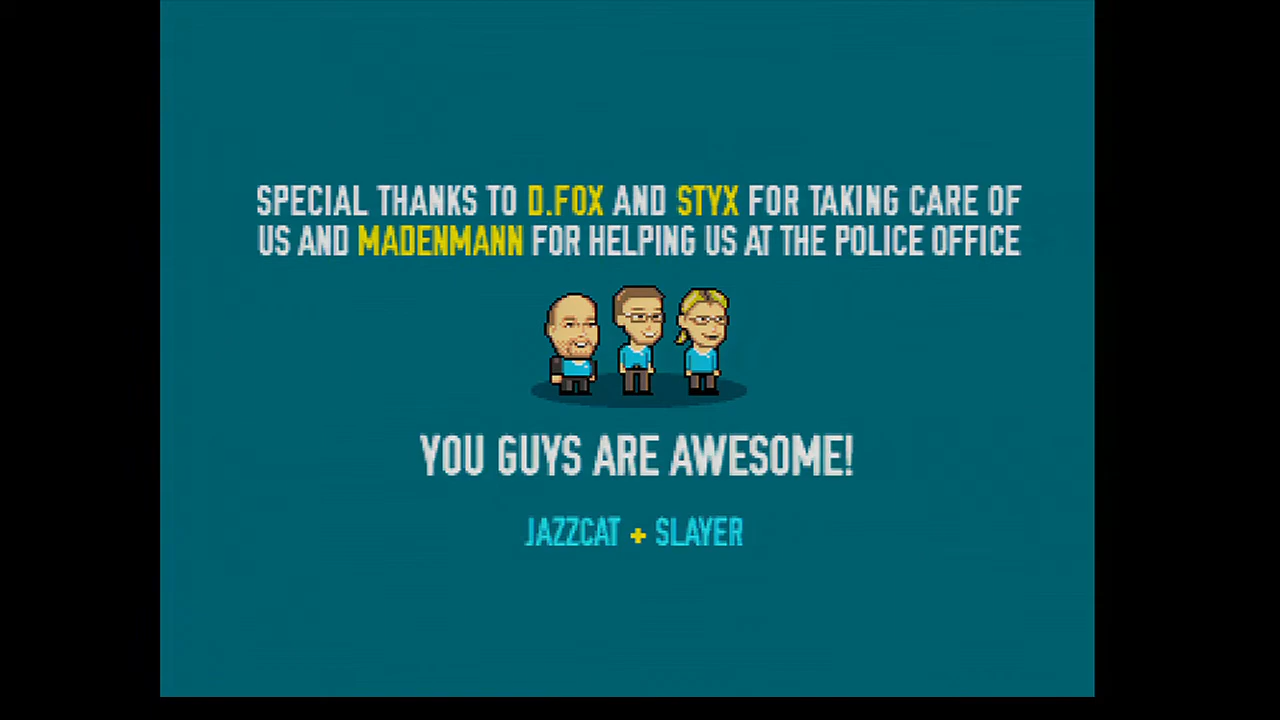 SPECIAL THANKS TO D.FOX AND STYX FOR TAKING CARE OF
US AND MADENMANN FOR HELPING US AT THE POLICE OFFICE
YOU GUYS ARE AWESOME!
JAZZCAT + SLAYER